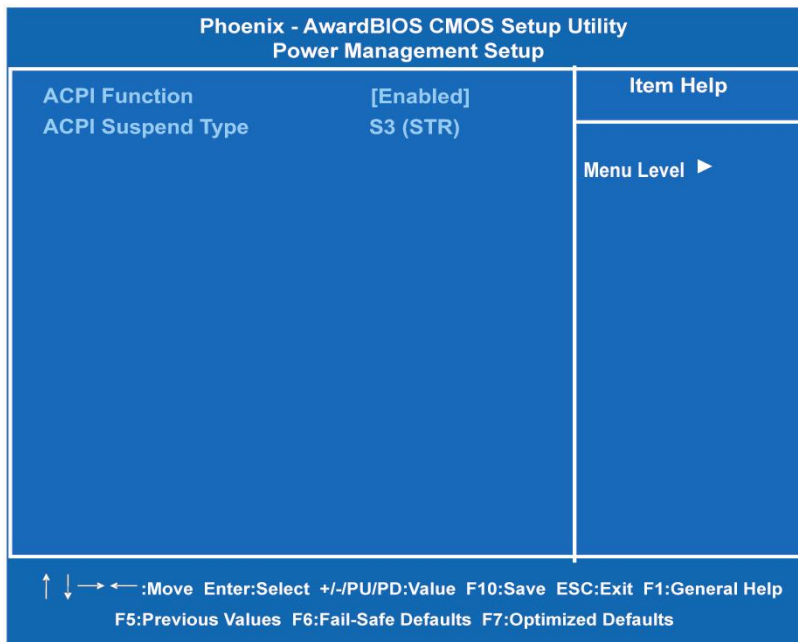 Phoenix - AwardBIOS CMOS Setup Utility
Power Management Setup
ACPI Function [Enabled]
ACPI Suspend Type S3 (STR)
Item Help
Menu Level ►
↑ ↓ → ← :Move Enter:Select +/-/PU/PD:Value F10:Save ESC:Exit F1:General Help
F5:Previous Values F6:Fail-Safe Defaults F7:Optimized Defaults